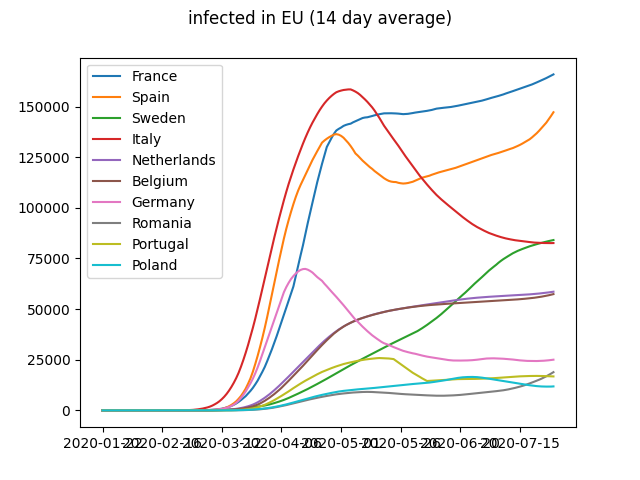 infected in EU (14 day average)
France
Spain
Sweden
Italy
Netherlands
Belgium
Germany
Romania
Portugal
Poland
150000
125000
100000
75000
50000
25000
0
2020-01-22 2020-02-16 2020-03-12 2020-04-06 2020-05-01 2020-05-26 2020-06-20 2020-07-15